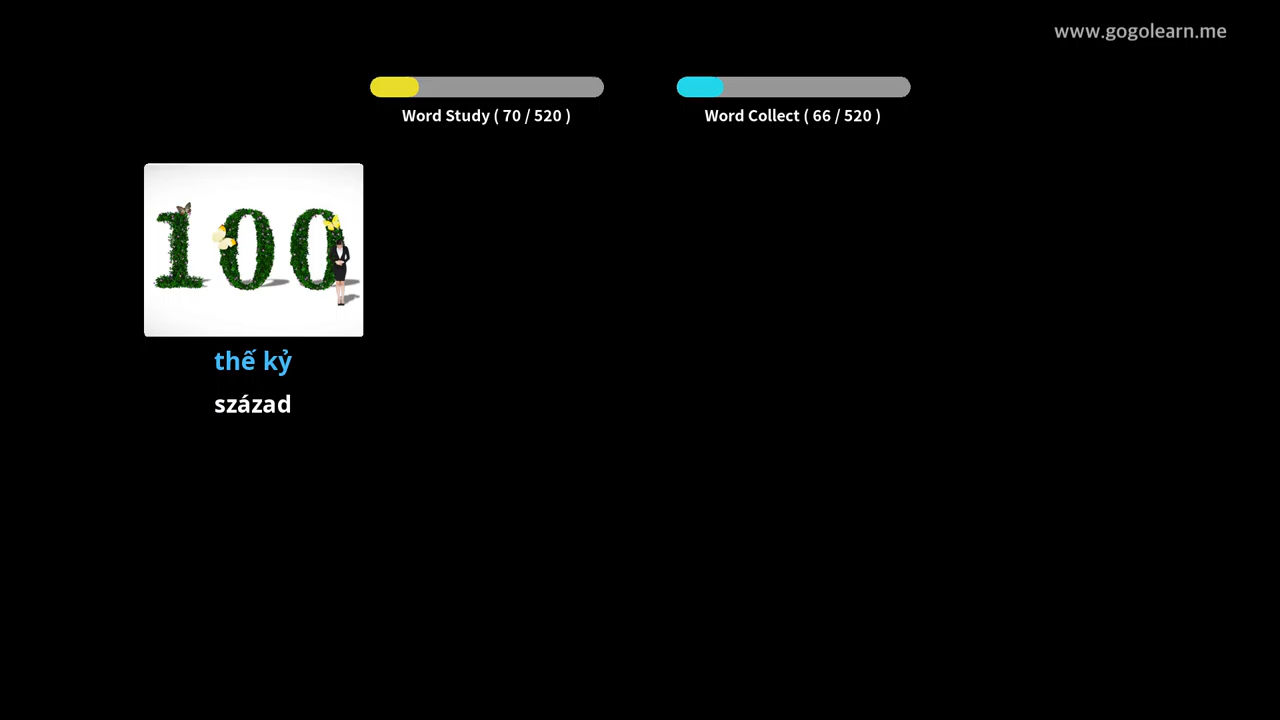 www.gogolearn.me
Word Study ( 70 / 520 )
Word Collect ( 66 / 520 )
100
thế kỷ
század